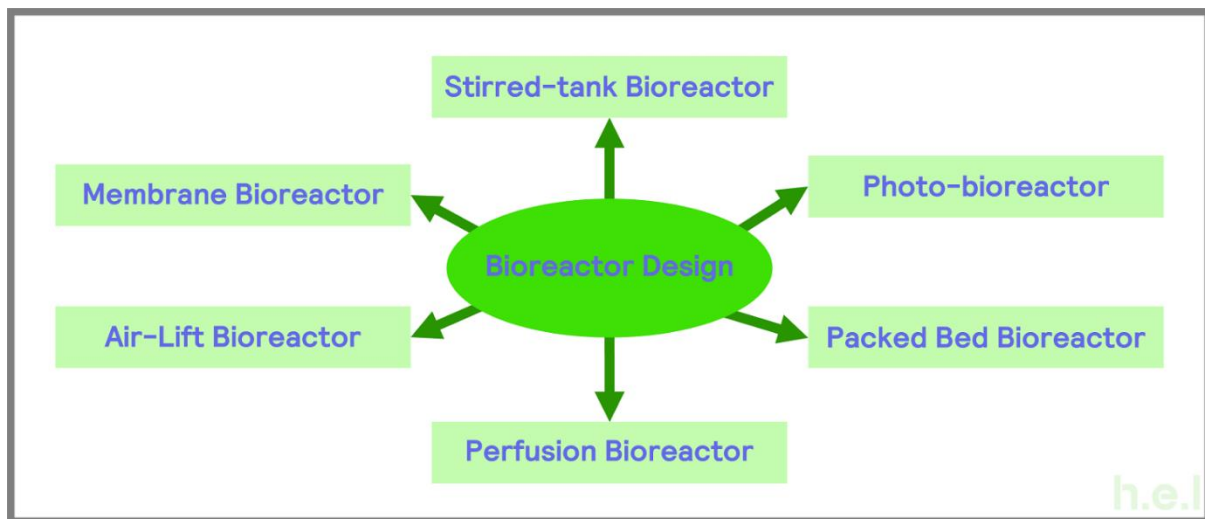 Stirred-tank Bioreactor
Membrane Bioreactor
Photo-bioreactor
Bioreactor Design
Air-Lift Bioreactor
Packed Bed Bioreactor
Perfusion Bioreactor
h.e.l